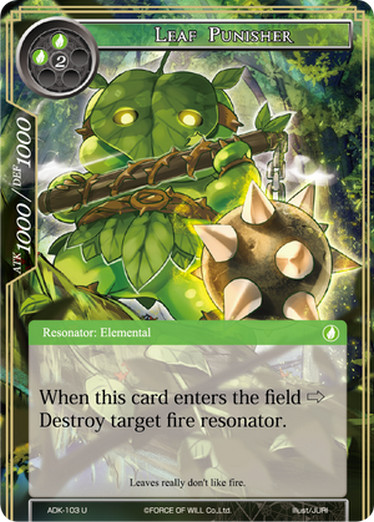 Leaf Punisher
2
ATK 1000 / DEF 1000
Resonator: Elemental
When this card enters the field ⇨
Destroy target fire resonator.
Leaves really don't like fire.
ADK-103 U ©FORCE OF WILL Co.,Ltd. Illust/JURI